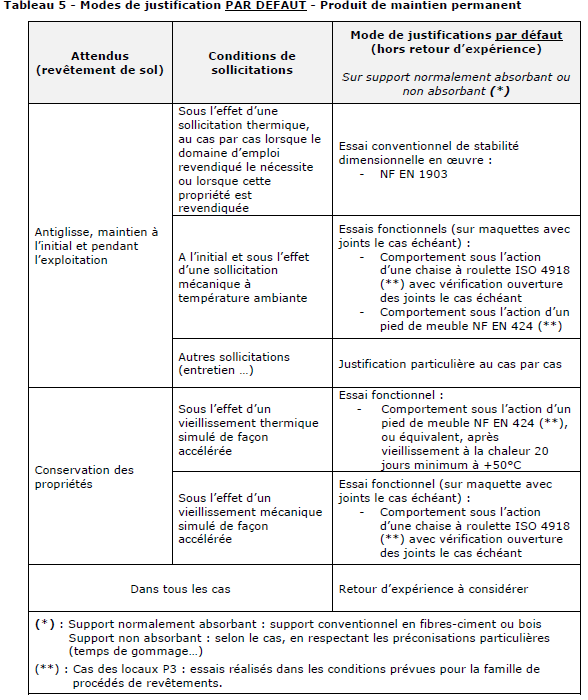 Tableau 5 - Modes de justification PAR DEFAUT - Produit de maintien permanent
Attendus
(revêtement de sol)
Conditions de
sollicitations
Mode de justifications par défaut
(hors retour d'expérience)
Sur support normalement absorbant ou
non absorbant (*)
Antiglisse, maintien à
l'initial et pendant
l'exploitation
Sous l'effet d'une
sollicitation thermique,
au cas par cas lorsque le
domaine d'emploi
revendiqué le nécessite
ou lorsque cette
propriété est
revendiquée
Essai conventionnel de stabilité
dimensionnelle en œuvre :
- NF EN 1903
A l'initial et sous l'effet
d'une sollicitation
mécanique à
température ambiante
Essais fonctionnels (sur maquettes avec
joints le cas échéant) :
- Comportement sous l'action
d'une chaise à roulette ISO 4918
(**) avec vérification ouverture
des joints le cas échéant
- Comportement sous l'action d'un
pied de meuble NF EN 424 (**)
Autres sollicitations
(entretien ...)
Justification particulière au cas par cas
Conservation des
propriétés
Sous l'effet d'un
vieillissement thermique
simulé de façon
accélérée
Essai fonctionnel :
- Comportement sous l'action d'un
pied de meuble NF EN 424 (**),
ou équivalent, après
vieillissement à la chaleur 20
jours minimum à +50°C
Sous l'effet d'un
vieillissement mécanique
simulé de façon
accélérée
Essai fonctionnel (sur maquette avec
joints le cas échéant) :
- Comportement sous l'action
d'une chaise à roulette ISO 4918
(**) avec vérification ouverture
des joints le cas échéant
Dans tous les cas
Retour d'expérience à considérer
(*) : Support normalement absorbant : support conventionnel en fibres-ciment ou bois
Support non absorbant : selon le cas, en respectant les préconisations particulières
(temps de gommage...)
(**) : Cas des locaux P3 : essais réalisés dans les conditions prévues pour la famille de
procédés de revêtements.